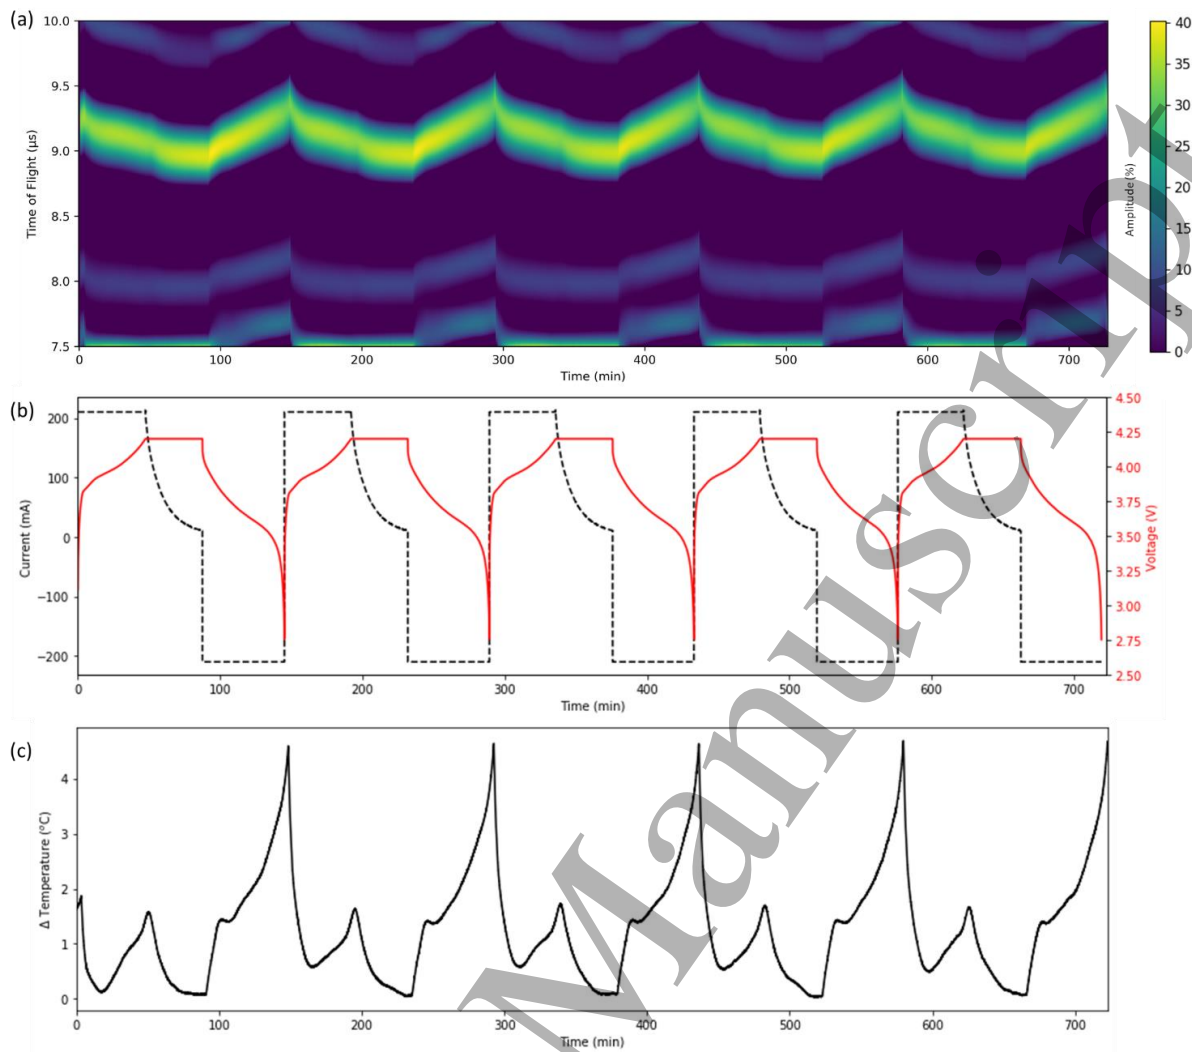 (a)
10.0
9.5
9.0
8.5
8.0
7.5
Time of Flight (µs)
0 100 200 300 400 500 600 700
Time (min)
40
35
30
25
20
15
10
5
0
Amplitude (%)
(b)
200
100
0
−100
−200
Current (mA)
4.50
4.25
4.00
3.75
3.50
3.25
3.00
2.75
2.50
Voltage (V)
0 100 200 300 400 500 600 700
Time (min)
(c)
4
3
2
1
0
Δ Temperature (°C)
0 100 200 300 400 500 600 700
Time (min)
Manuscript